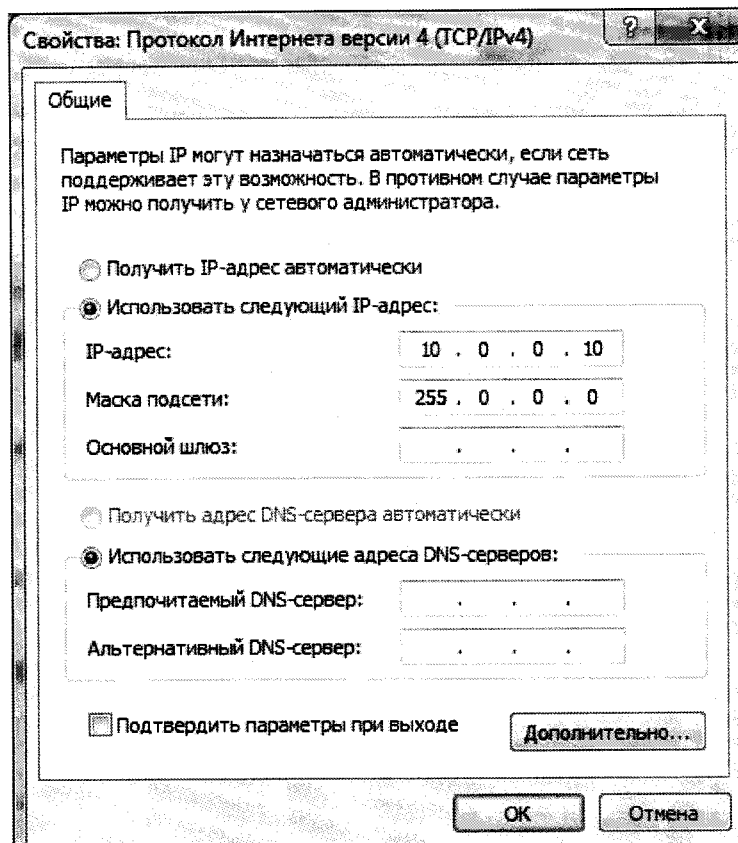 Свойства: Протокол Интернета версии 4 (TCP/IPv4)
Общие
Параметры IP могут назначаться автоматически, если сеть
поддерживает эту возможность. В противном случае параметры
IP можно получить у сетевого администратора.
Получить IP-адрес автоматически
Использовать следующий IP-адрес:
IP-адрес: 10 . 0 . 0 . 10
Маска подсети: 255 . 0 . 0 . 0
Основной шлюз: . . .
Получить адрес DNS-сервера автоматически
Использовать следующие адреса DNS-серверов:
Предпочитаемый DNS-сервер: . . .
Альтернативный DNS-сервер: . . .
Подтвердить параметры при выходе
Дополнительно...
ОК Отмена